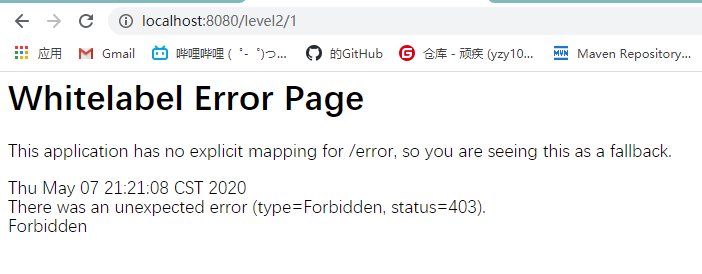 localhost:8080/level2/1
应用 Gmail 哔哩哔哩 (゜-゜)つ... 的GitHub 仓库 - 顽疾 (yzy10... MVN Maven Repository...
Whitelabel Error Page
This application has no explicit mapping for /error, so you are seeing this as a fallback.
Thu May 07 21:21:08 CST 2020
There was an unexpected error (type=Forbidden, status=403).
Forbidden